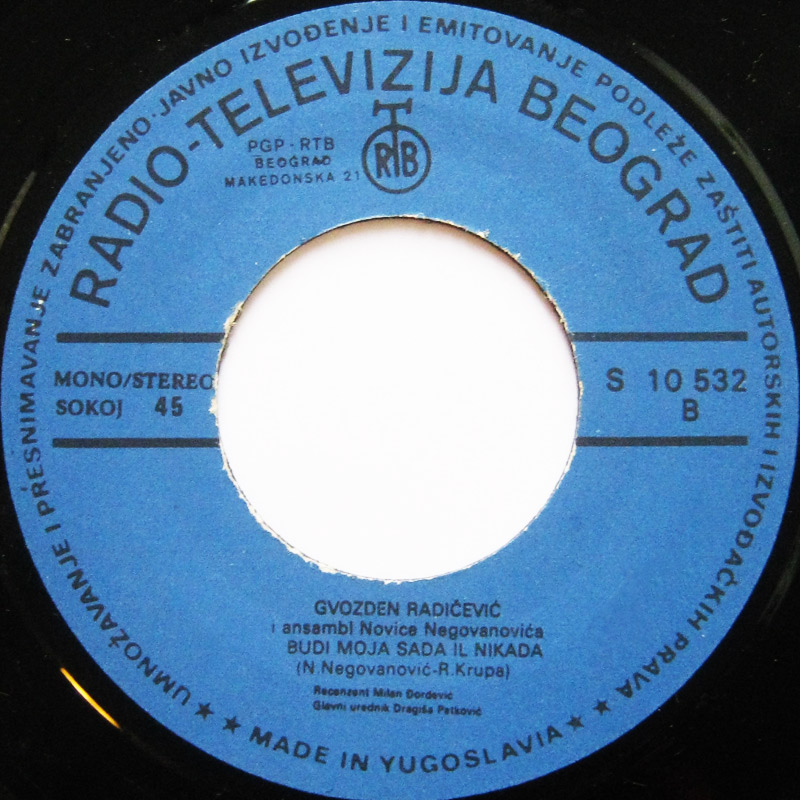 UMNOŽAVANJE I PRESNIMAVANJE ZABRANJENO·JAVNO IZVOĐENJE I EMITOVANJE PODLEŽE ZAŠTITI AUTORSKIH I IZVOĐAČKIH PRAVA
RADIO-TELEVIZIJA BEOGRAD
PGP - RTB
BEOGRAD
MAKEDONSKA 21
RTB
MONO/STEREO
SOKOJ 45
S 10 532
B
GVOZDEN RADIČEVIĆ
i ansambl Novice Negovanovića
BUDI MOJA SADA IL NIKADA
(N.Negovanović-R.Krupa)
Recenzent Milan Đorđević
Glavni urednik Dragiša Petković
★ ★ MADE IN YUGOSLAVIA ★ ★